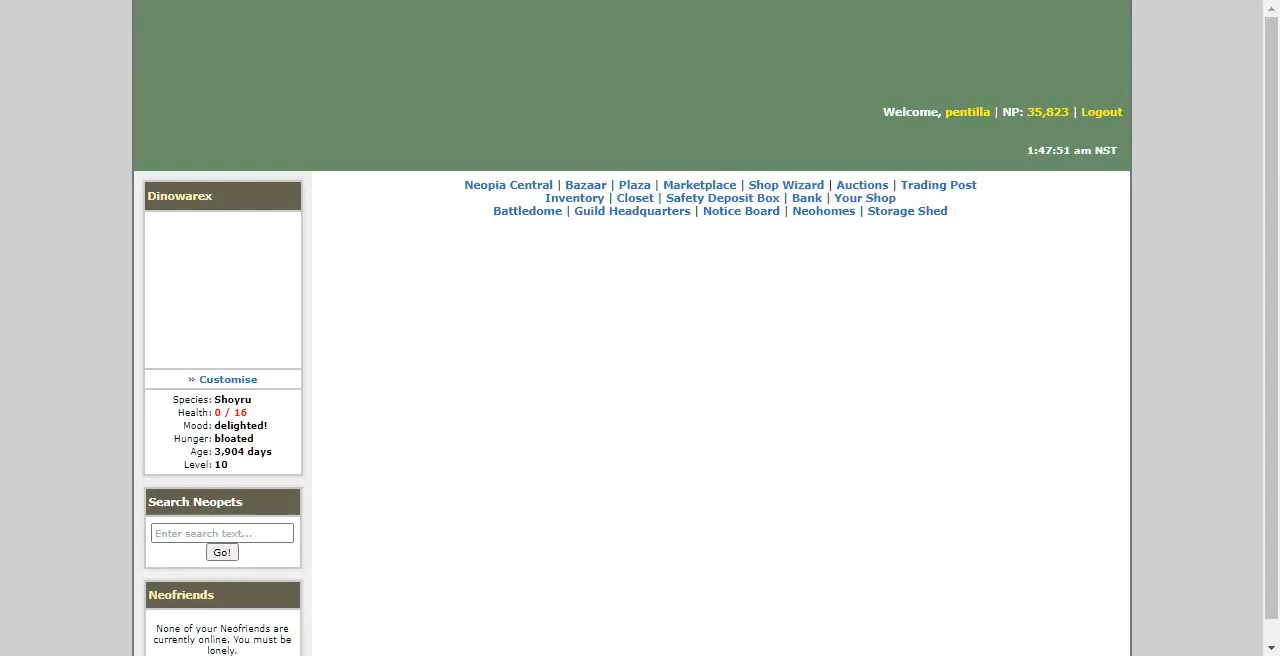 Welcome, pentilla | NP: 35,823 | Logout
1:47:51 am NST
Dinowarex
» Customise
Species: Shoyru
Health: 0 / 16
Mood: delighted!
Hunger: bloated
Age: 3,904 days
Level: 10
Search Neopets
Enter search text...
Go!
Neofriends
None of your Neofriends are
currently online. You must be
lonely.
Neopia Central | Bazaar | Plaza | Marketplace | Shop Wizard | Auctions | Trading Post
Inventory | Closet | Safety Deposit Box | Bank | Your Shop
Battledome | Guild Headquarters | Notice Board | Neohomes | Storage Shed